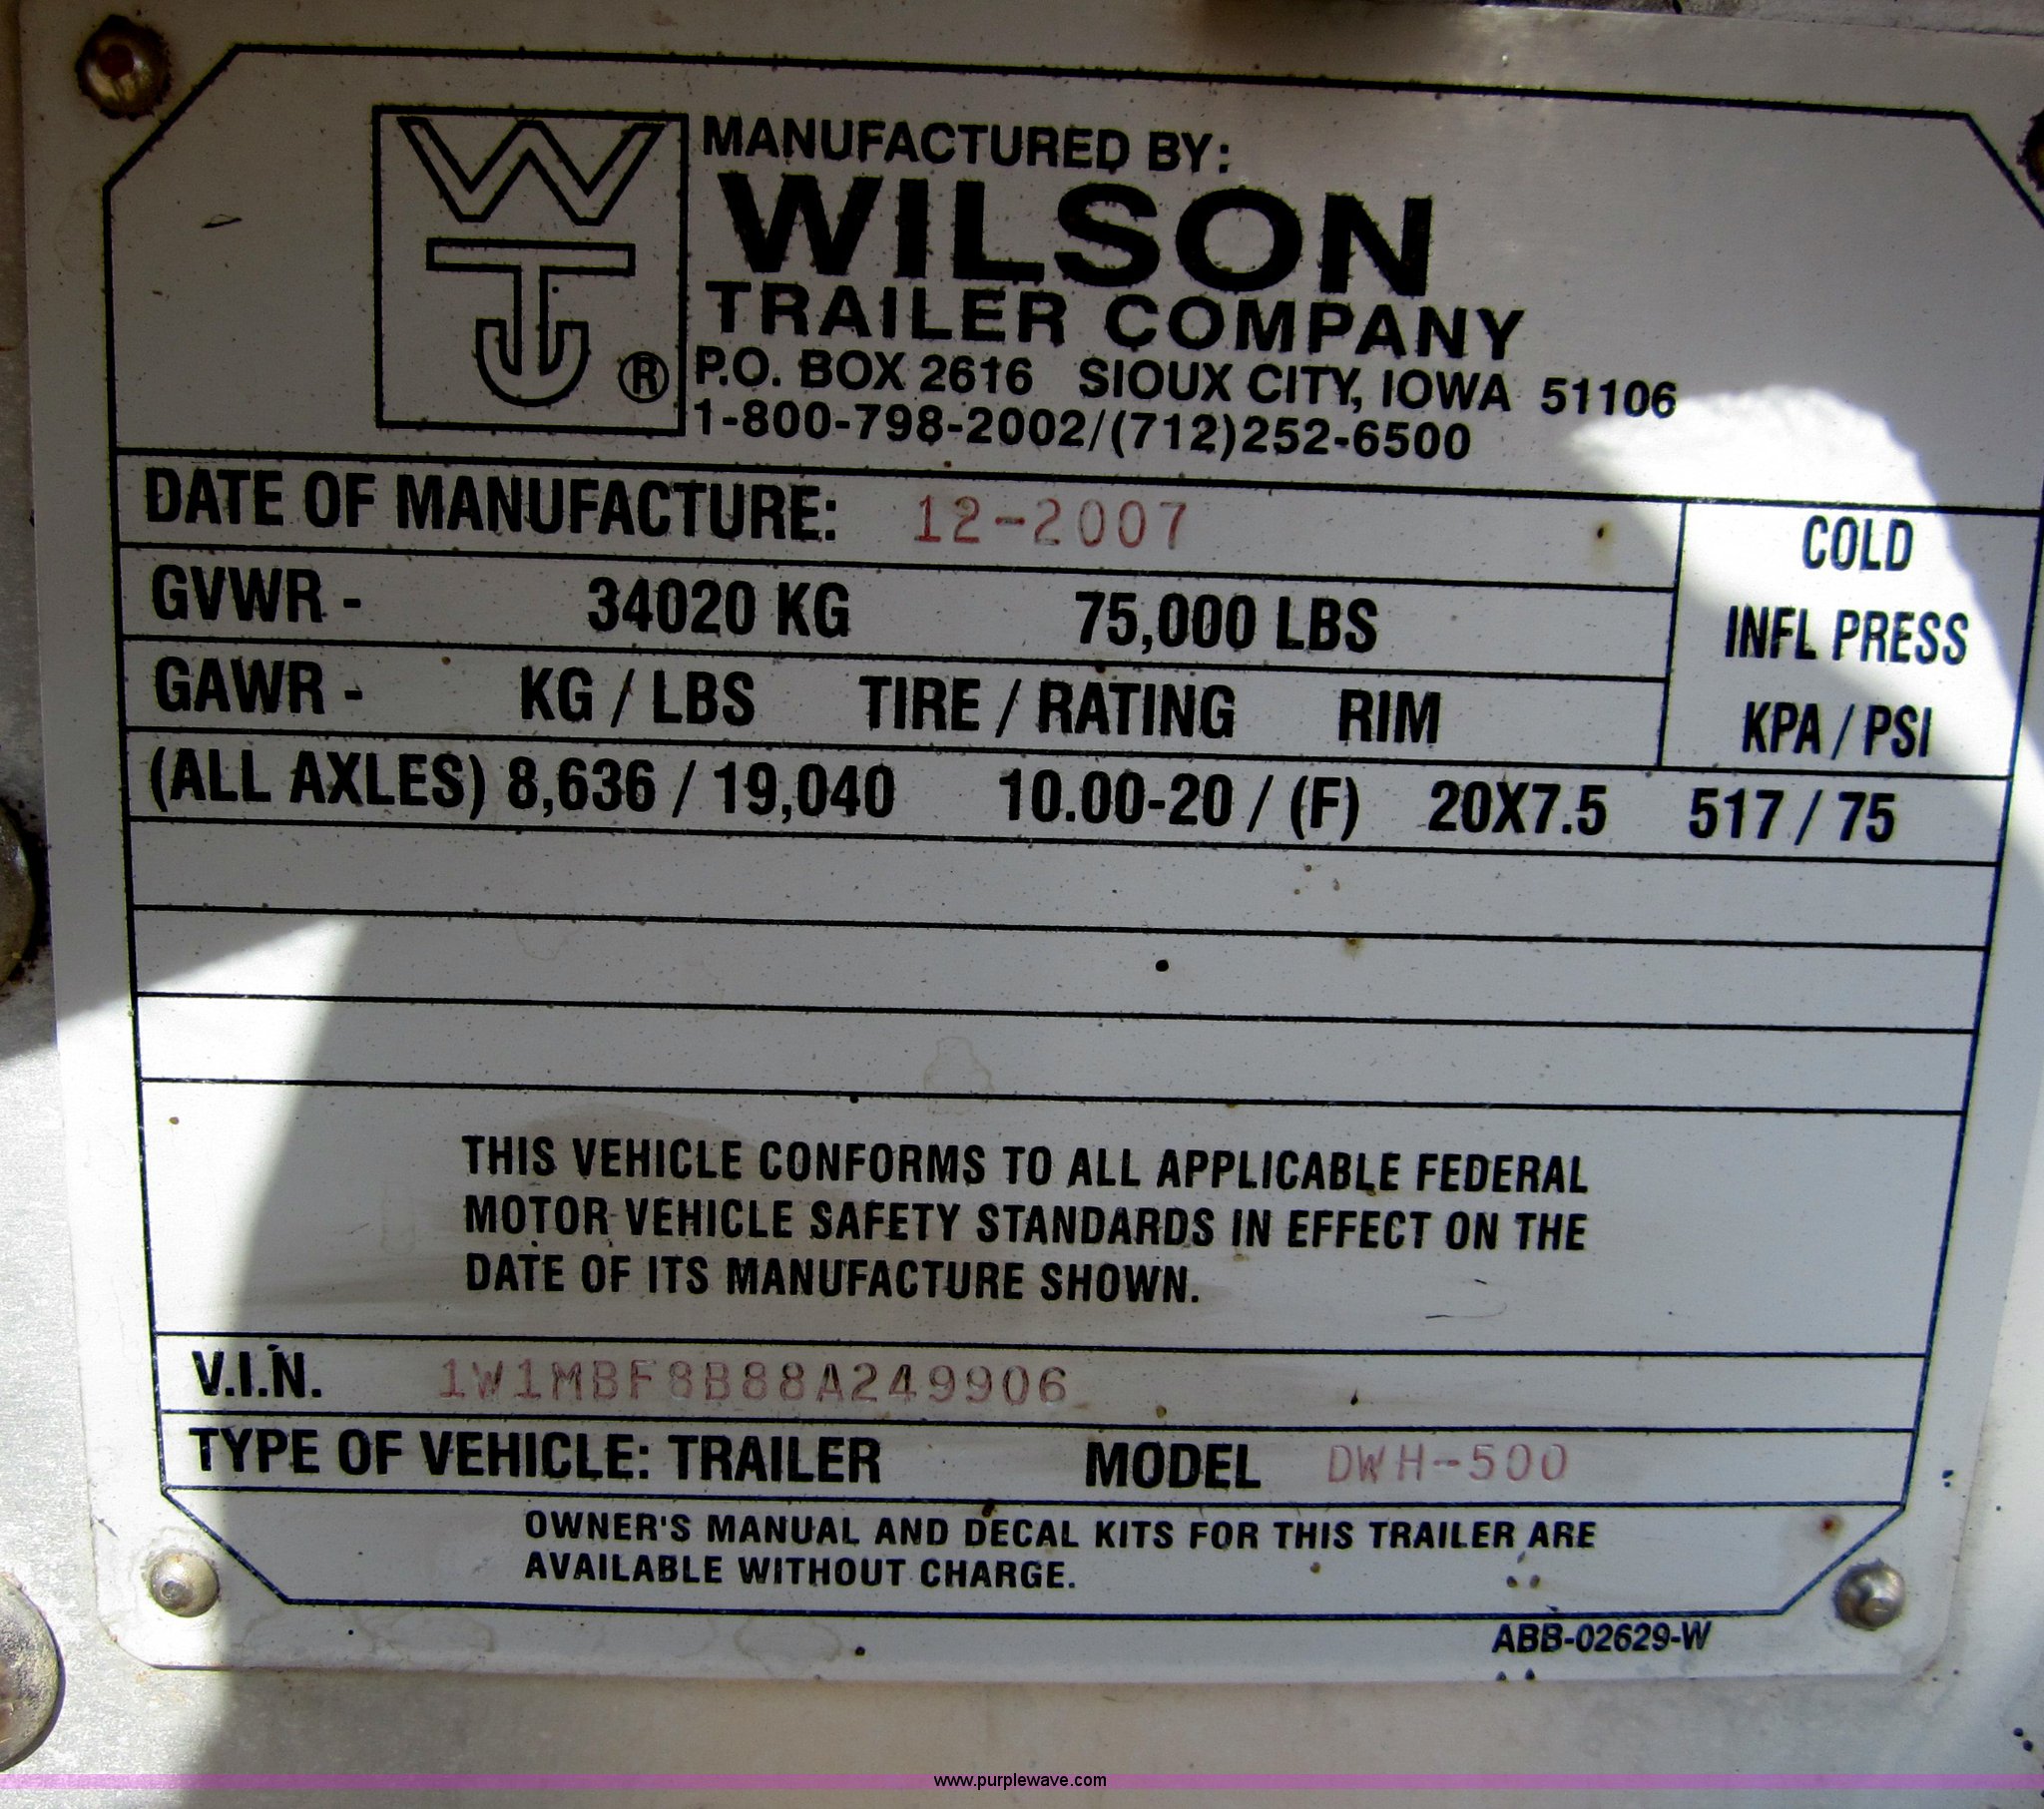 WTJ ®
MANUFACTURED BY:
WILSON
TRAILER COMPANY
P.O. BOX 2616 SIOUX CITY, IOWA 51106
1-800-798-2002/(712)252-6500
DATE OF MANUFACTURE: 12-2007
COLD
INFL PRESS
KPA / PSI
GVWR - 34020 KG 75,000 LBS
GAWR - KG / LBS TIRE / RATING RIM
(ALL AXLES) 8,636 / 19,040 10.00-20 / (F) 20X7.5 517 / 75
THIS VEHICLE CONFORMS TO ALL APPLICABLE FEDERAL
MOTOR VEHICLE SAFETY STANDARDS IN EFFECT ON THE
DATE OF ITS MANUFACTURE SHOWN.
V.I.N. 1W1MBF8B88A249906
TYPE OF VEHICLE: TRAILER MODEL DWH-500
OWNER'S MANUAL AND DECAL KITS FOR THIS TRAILER ARE
AVAILABLE WITHOUT CHARGE.
ABB-02629-W
www.purplewave.com